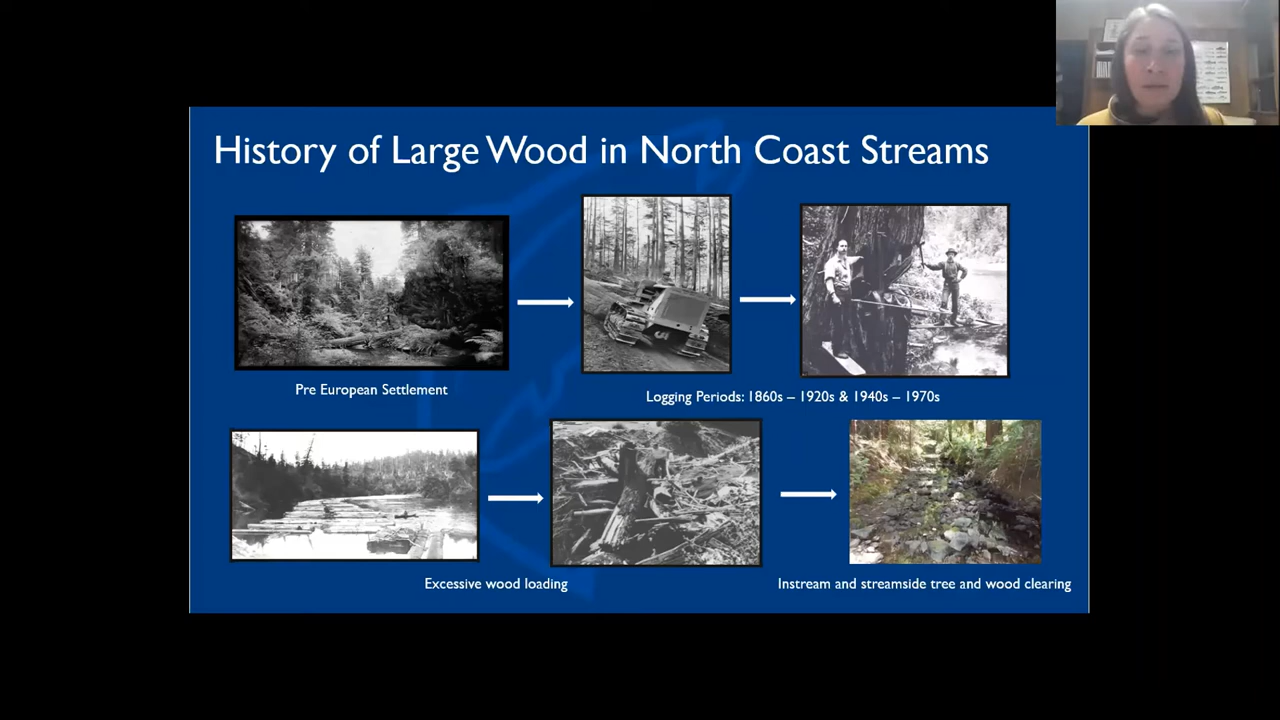 History of Large Wood in North Coast Streams
Pre European Settlement
Logging Periods: 1860s – 1920s & 1940s – 1970s
Excessive wood loading
Instream and streamside tree and wood clearing